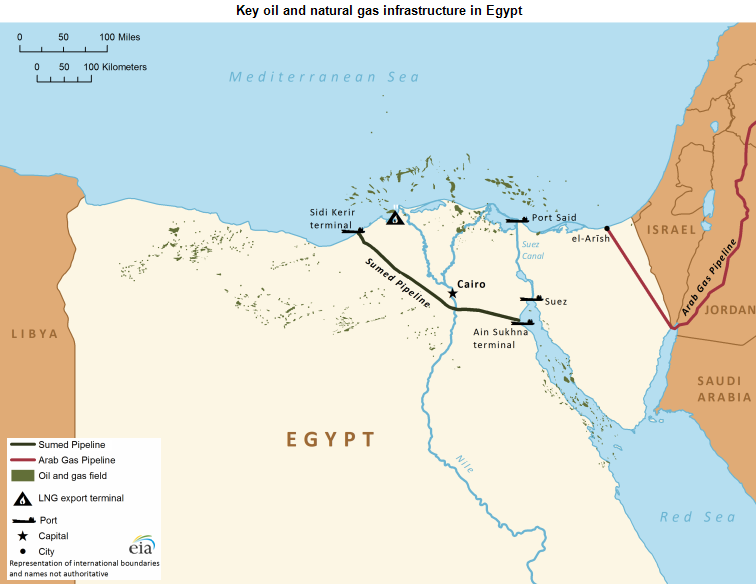 Key oil and natural gas infrastructure in Egypt
0 50 100 Miles
0 50 100 Kilometers
Mediterranean Sea
Sidi Kerir
terminal
Port Said
el-Arish
ISRAEL
Suez
Canal
Arab Gas Pipeline
Sumed Pipeline
Cairo
Suez
JORDAN
Ain Sukhna
terminal
LIBYA
SAUDI
ARABIA
EGYPT
Nile
Red Sea
Sumed Pipeline
Arab Gas Pipeline
Oil and gas field
LNG export terminal
Port
Capital
City
eia
Representation of international boundaries
and names not authoritative